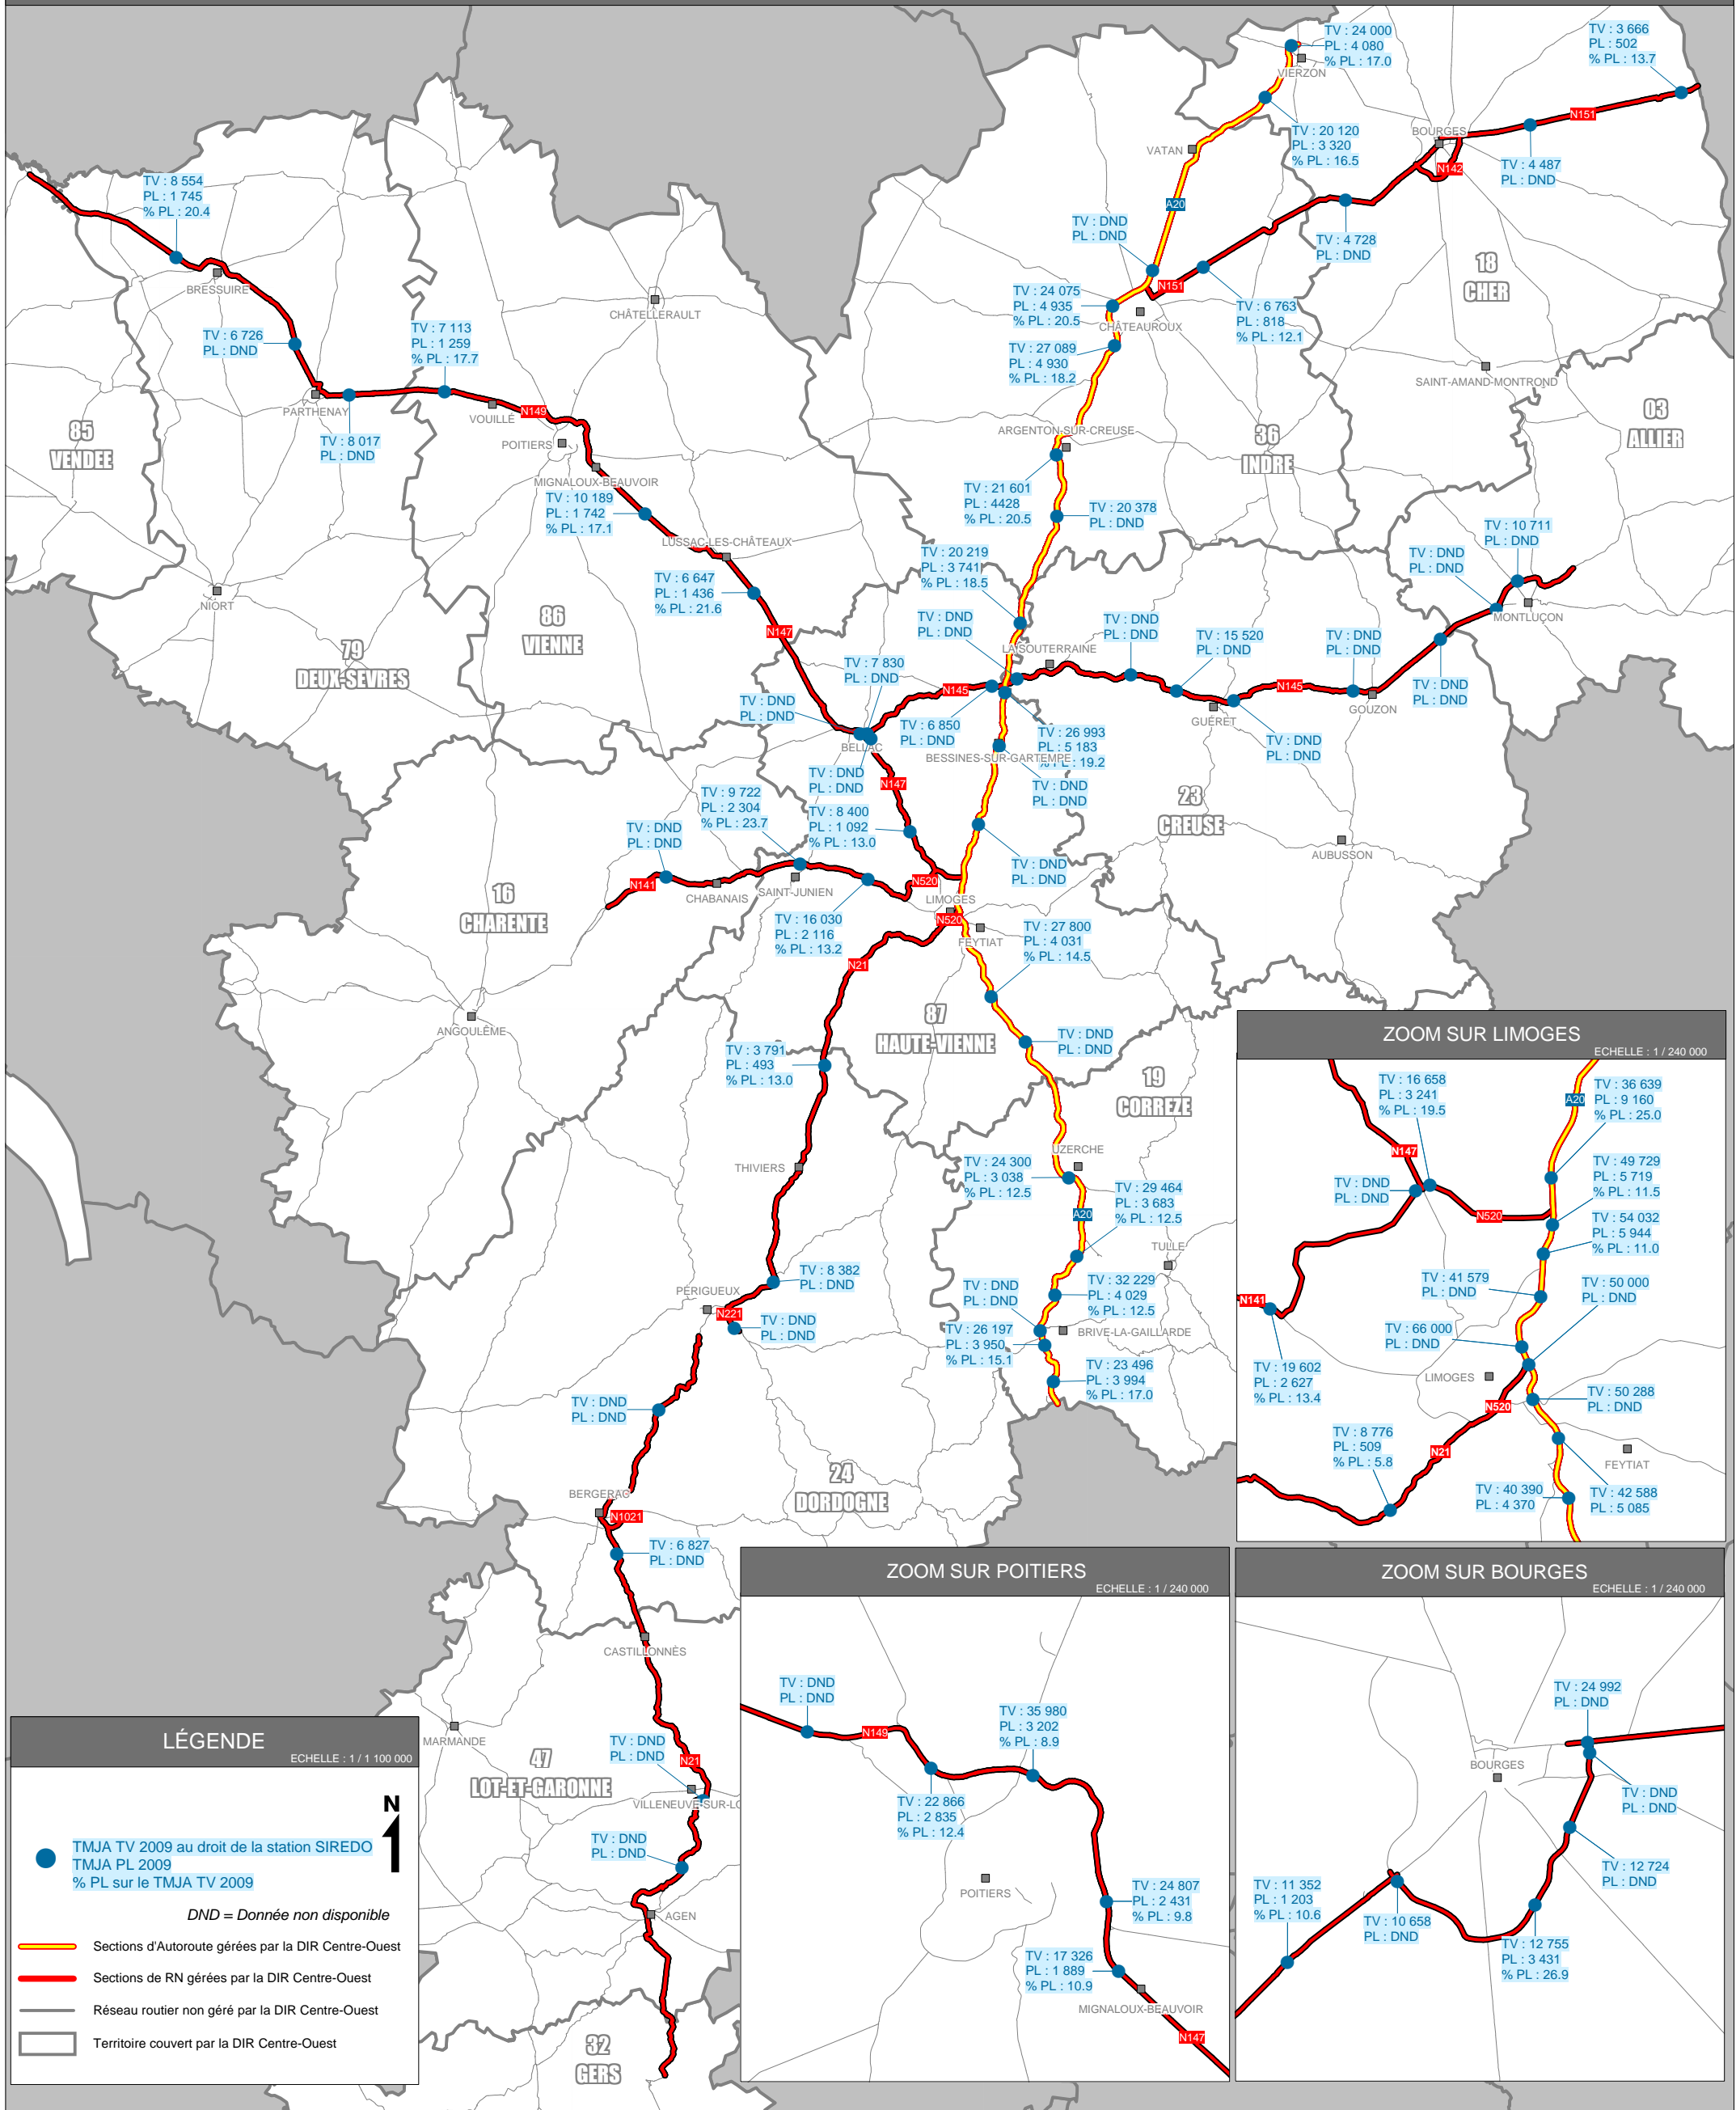 TV : 24 000
PL : 4 080
% PL : 17.0
VIERZON
TV : 3 666
PL : 502
% PL : 13.7
N151
BOURGES
N142
TV : 20 120
PL : 3 320
% PL : 16.5
TV : 4 487
PL : DND
VATAN
A20
TV : 8 554
PL : 1 745
% PL : 20.4
BRESSUIRE
TV : DND
PL : DND
TV : 4 728
PL : DND
18
CHER
N151
TV : 24 075
PL : 4 935
% PL : 20.5
CHÂTEAUROUX
TV : 6 763
PL : 818
% PL : 12.1
CHÂTELLERAULT
TV : 6 726
PL : DND
TV : 7 113
PL : 1 259
% PL : 17.7
TV : 27 089
PL : 4 930
% PL : 18.2
SAINT-AMAND-MONTROND
PARTHENAY
VOUILLÉ
N149
03
ALLIER
85
VENDEE
TV : 8 017
PL : DND
POITIERS
ARGENTON-SUR-CREUSE
36
INDRE
MIGNALOUX-BEAUVOIR
TV : 10 189
PL : 1 742
% PL : 17.1
TV : 21 601
PL : 4428
% PL : 20.5
TV : 20 378
PL : DND
LUSSAC-LES-CHÂTEAUX
TV : 10 711
PL : DND
TV : DND
PL : DND
TV : 20 219
PL : 3 741
% PL : 18.5
TV : 6 647
PL : 1 436
% PL : 21.6
NIORT
MONTLUÇON
86
VIENNE
N147
TV : DND
PL : DND
TV : DND
PL : DND
TV : 15 520
PL : DND
TV : DND
PL : DND
79
DEUX-SEVRES
LA SOUTERRAINE
TV : 7 830
PL : DND
N145
N145
TV : DND
PL : DND
TV : DND
PL : DND
GUÉRET
GOUZON
TV : 6 850
PL : DND
TV : DND
PL : DND
BELLAC
TV : 26 993
PL : 5 183
% PL : 19.2
BESSINES-SUR-GARTEMPE
TV : DND
PL : DND
TV : DND
PL : DND
N147
TV : 9 722
PL : 2 304
% PL : 23.7
TV : 8 400
PL : 1 092
% PL : 13.0
23
CREUSE
TV : DND
PL : DND
AUBUSSON
TV : DND
PL : DND
N141
CHABANAIS
SAINT-JUNIEN
N520
16
CHARENTE
TV : 16 030
PL : 2 116
% PL : 13.2
LIMOGES
N520
FEYTIAT
TV : 27 800
PL : 4 031
% PL : 14.5
N21
ANGOULÊME
87
HAUTE-VIENNE
TV : DND
PL : DND
TV : 3 791
PL : 493
% PL : 13.0
19
CORREZE
THIVIERS
UZERCHE
TV : 24 300
PL : 3 038
% PL : 12.5
TV : 29 464
PL : 3 683
% PL : 12.5
A20
TULLE
TV : 8 382
PL : DND
PÉRIGUEUX
N221
TV : DND
PL : DND
TV : DND
PL : DND
TV : 32 229
PL : 4 029
% PL : 12.5
TV : 26 197
PL : 3 950
% PL : 15.1
BRIVE-LA-GAILLARDE
TV : 23 496
PL : 3 994
% PL : 17.0
TV : DND
PL : DND
24
DORDOGNE
BERGERAC
N1021
TV : 6 827
PL : DND
CASTILLONNÈS
MARMANDE
TV : DND
PL : DND
N21
47
LOT-ET-GARONNE
VILLENEUVE-SUR-LO
TV : DND
PL : DND
AGEN
32
GERS
ZOOM SUR LIMOGES
ECHELLE : 1 / 240 000
TV : 16 658
PL : 3 241
% PL : 19.5
TV : 36 639
PL : 9 160
% PL : 25.0
A20
N147
TV : DND
PL : DND
TV : 49 729
PL : 5 719
% PL : 11.5
N520
TV : 54 032
PL : 5 944
% PL : 11.0
TV : 41 579
PL : DND
TV : 50 000
PL : DND
N141
TV : 66 000
PL : DND
TV : 19 602
PL : 2 627
% PL : 13.4
LIMOGES
N520
TV : 50 288
PL : DND
TV : 8 776
PL : 509
% PL : 5.8
N21
FEYTIAT
TV : 40 390
PL : 4 370
TV : 42 588
PL : 5 085
ZOOM SUR POITIERS
ECHELLE : 1 / 240 000
TV : DND
PL : DND
N149
TV : 35 980
PL : 3 202
% PL : 8.9
TV : 22 866
PL : 2 835
% PL : 12.4
POITIERS
TV : 24 807
PL : 2 431
% PL : 9.8
TV : 17 326
PL : 1 889
% PL : 10.9
MIGNALOUX-BEAUVOIR
N147
ZOOM SUR BOURGES
ECHELLE : 1 / 240 000
TV : 24 992
PL : DND
BOURGES
TV : DND
PL : DND
TV : 12 724
PL : DND
TV : 11 352
PL : 1 203
% PL : 10.6
TV : 10 658
PL : DND
TV : 12 755
PL : 3 431
% PL : 26.9
LÉGENDE
ECHELLE : 1 / 1 100 000
N
TMJA TV 2009 au droit de la station SIREDO
TMJA PL 2009
% PL sur le TMJA TV 2009
DND = Donnée non disponible
Sections d'Autoroute gérées par la DIR Centre-Ouest
Sections de RN gérées par la DIR Centre-Ouest
Réseau routier non géré par la DIR Centre-Ouest
Territoire couvert par la DIR Centre-Ouest